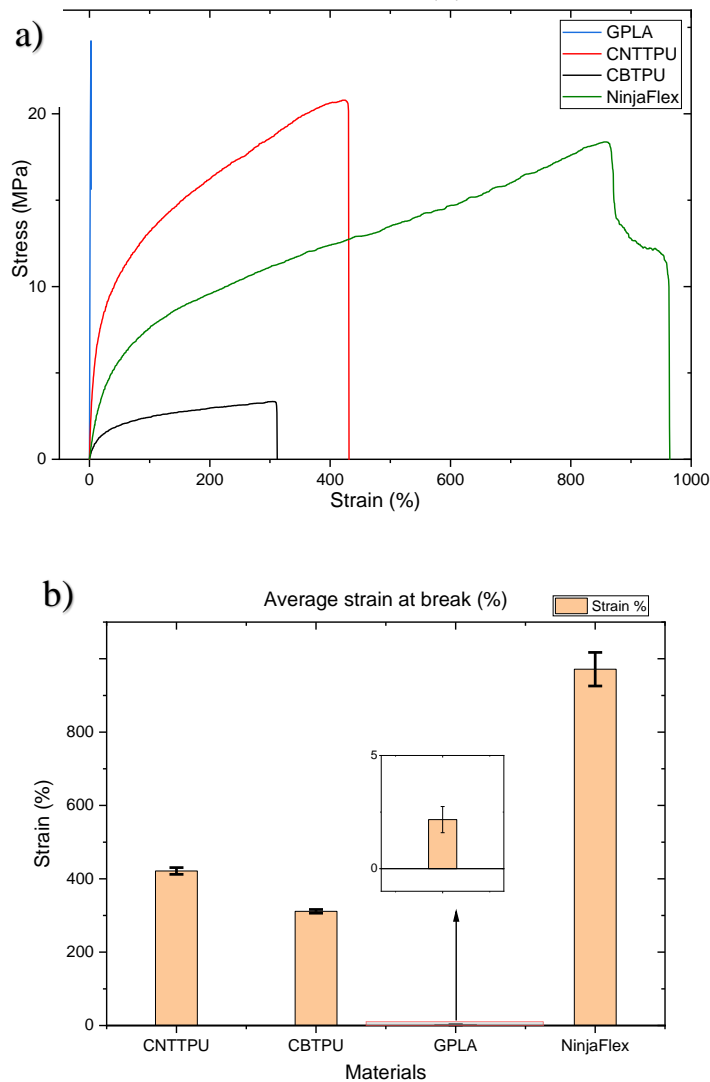 a)
GPLA
CNTTPU
CBTPU
NinjaFlex
20
10
0
Stress (MPa)
0 200 400 600 800 1000
Strain (%)
b)
Average strain at break (%)
Strain %
800
600
400
200
0
Strain (%)
5
0
CNTTPU CBTPU GPLA NinjaFlex
Materials